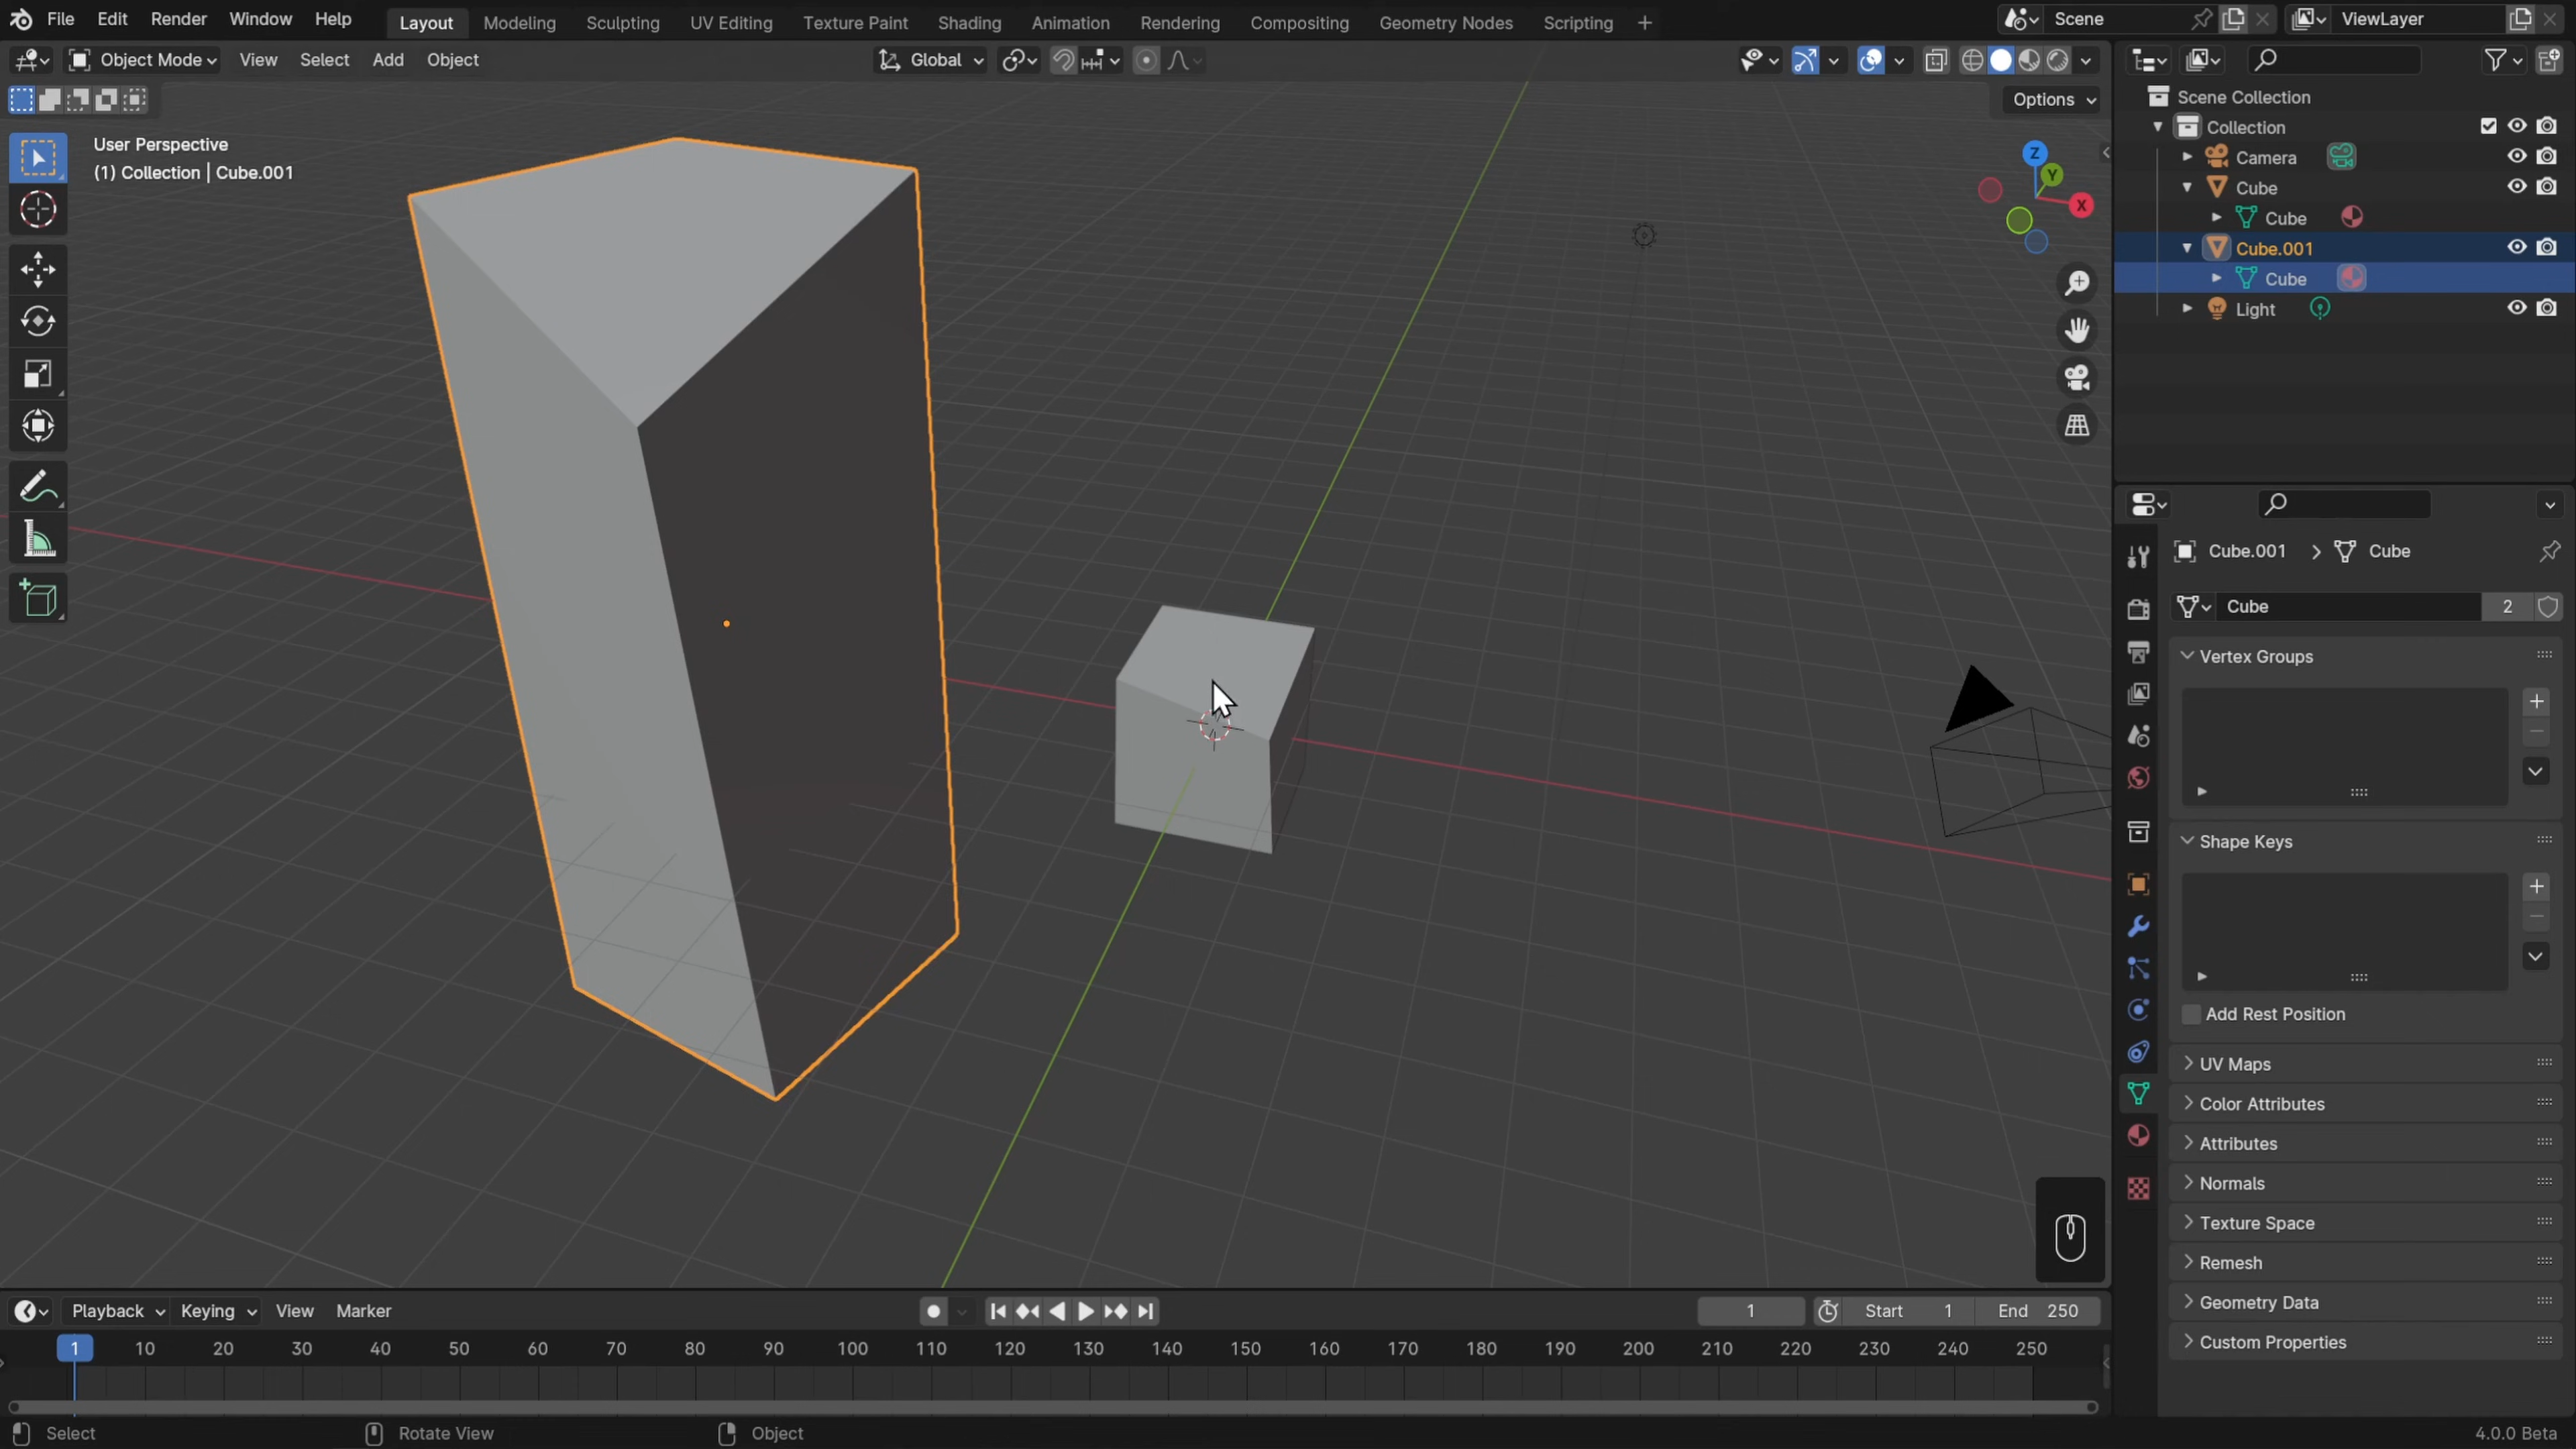 File Edit Render Window Help Layout Modeling Sculpting UV Editing Texture Paint Shading Animation Rendering Compositing Geometry Nodes Scripting + Scene ViewLayer
Object Mode View Select Add Object Global
Options
User Perspective
(1) Collection | Cube.001
Z
Y
X
Scene Collection
Collection
Camera
Cube
Cube
Cube.001
Cube
Light
Cube.001 > Cube
Cube 2
Vertex Groups
Shape Keys
Add Rest Position
UV Maps
Color Attributes
Attributes
Normals
Texture Space
Remesh
Geometry Data
Custom Properties
Playback Keying View Marker 1 Start 1 End 250
1 10 20 30 40 50 60 70 80 90 100 110 120 130 140 150 160 170 180 190 200 210 220 230 240 250
Select Rotate View Object 4.0.0 Beta